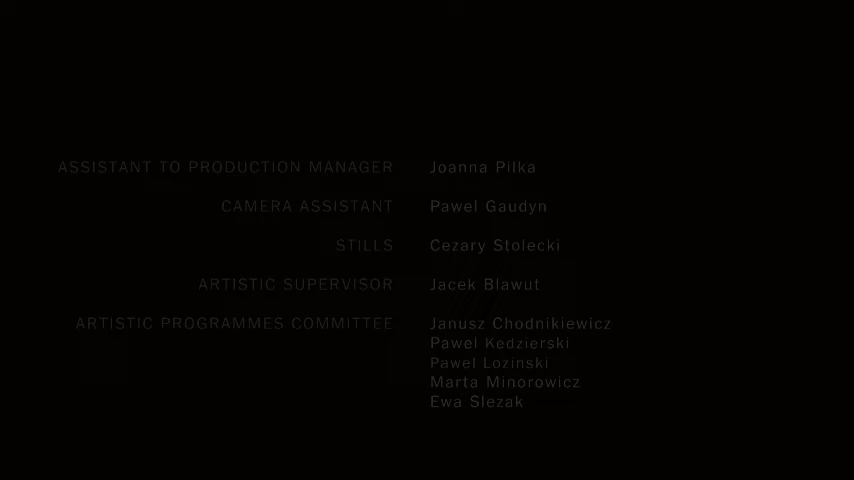 ASSISTANT TO PRODUCTION MANAGER Joanna Pilka
CAMERA ASSISTANT Pawel Gaudyn
STILLS Cezary Stolecki
ARTISTIC SUPERVISOR Jacek Blawut
ARTISTIC PROGRAMMES COMMITTEE Janusz Chodnikiewicz
Pawel Kedzierski
Pawel Lozinski
Marta Minorowicz
Ewa Slezak